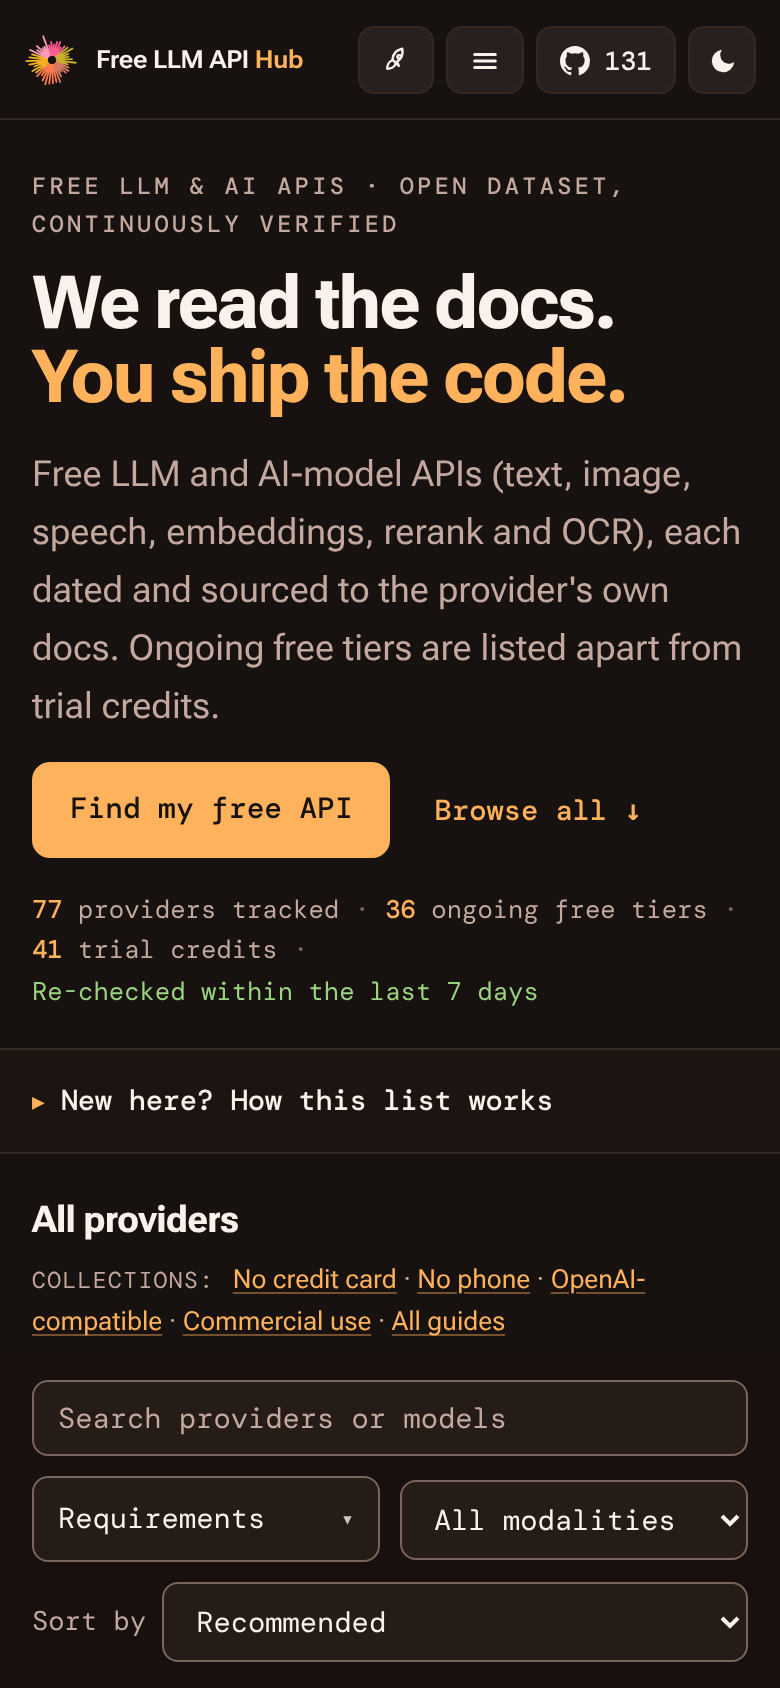 Free LLM API Hub
131
FREE LLM & AI APIS · OPEN DATASET,
CONTINUOUSLY VERIFIED
We read the docs.
You ship the code.
Free LLM and AI-model APIs (text, image,
speech, embeddings, rerank and OCR), each
dated and sourced to the provider's own
docs. Ongoing free tiers are listed apart from
trial credits.
Find my free API
Browse all ↓
77 providers tracked · 36 ongoing free tiers ·
41 trial credits ·
Re-checked within the last 7 days
▸ New here? How this list works
All providers
COLLECTIONS: No credit card · No phone · OpenAI-
compatible · Commercial use · All guides
Search providers or models
Requirements ▾
All modalities
Sort by Recommended